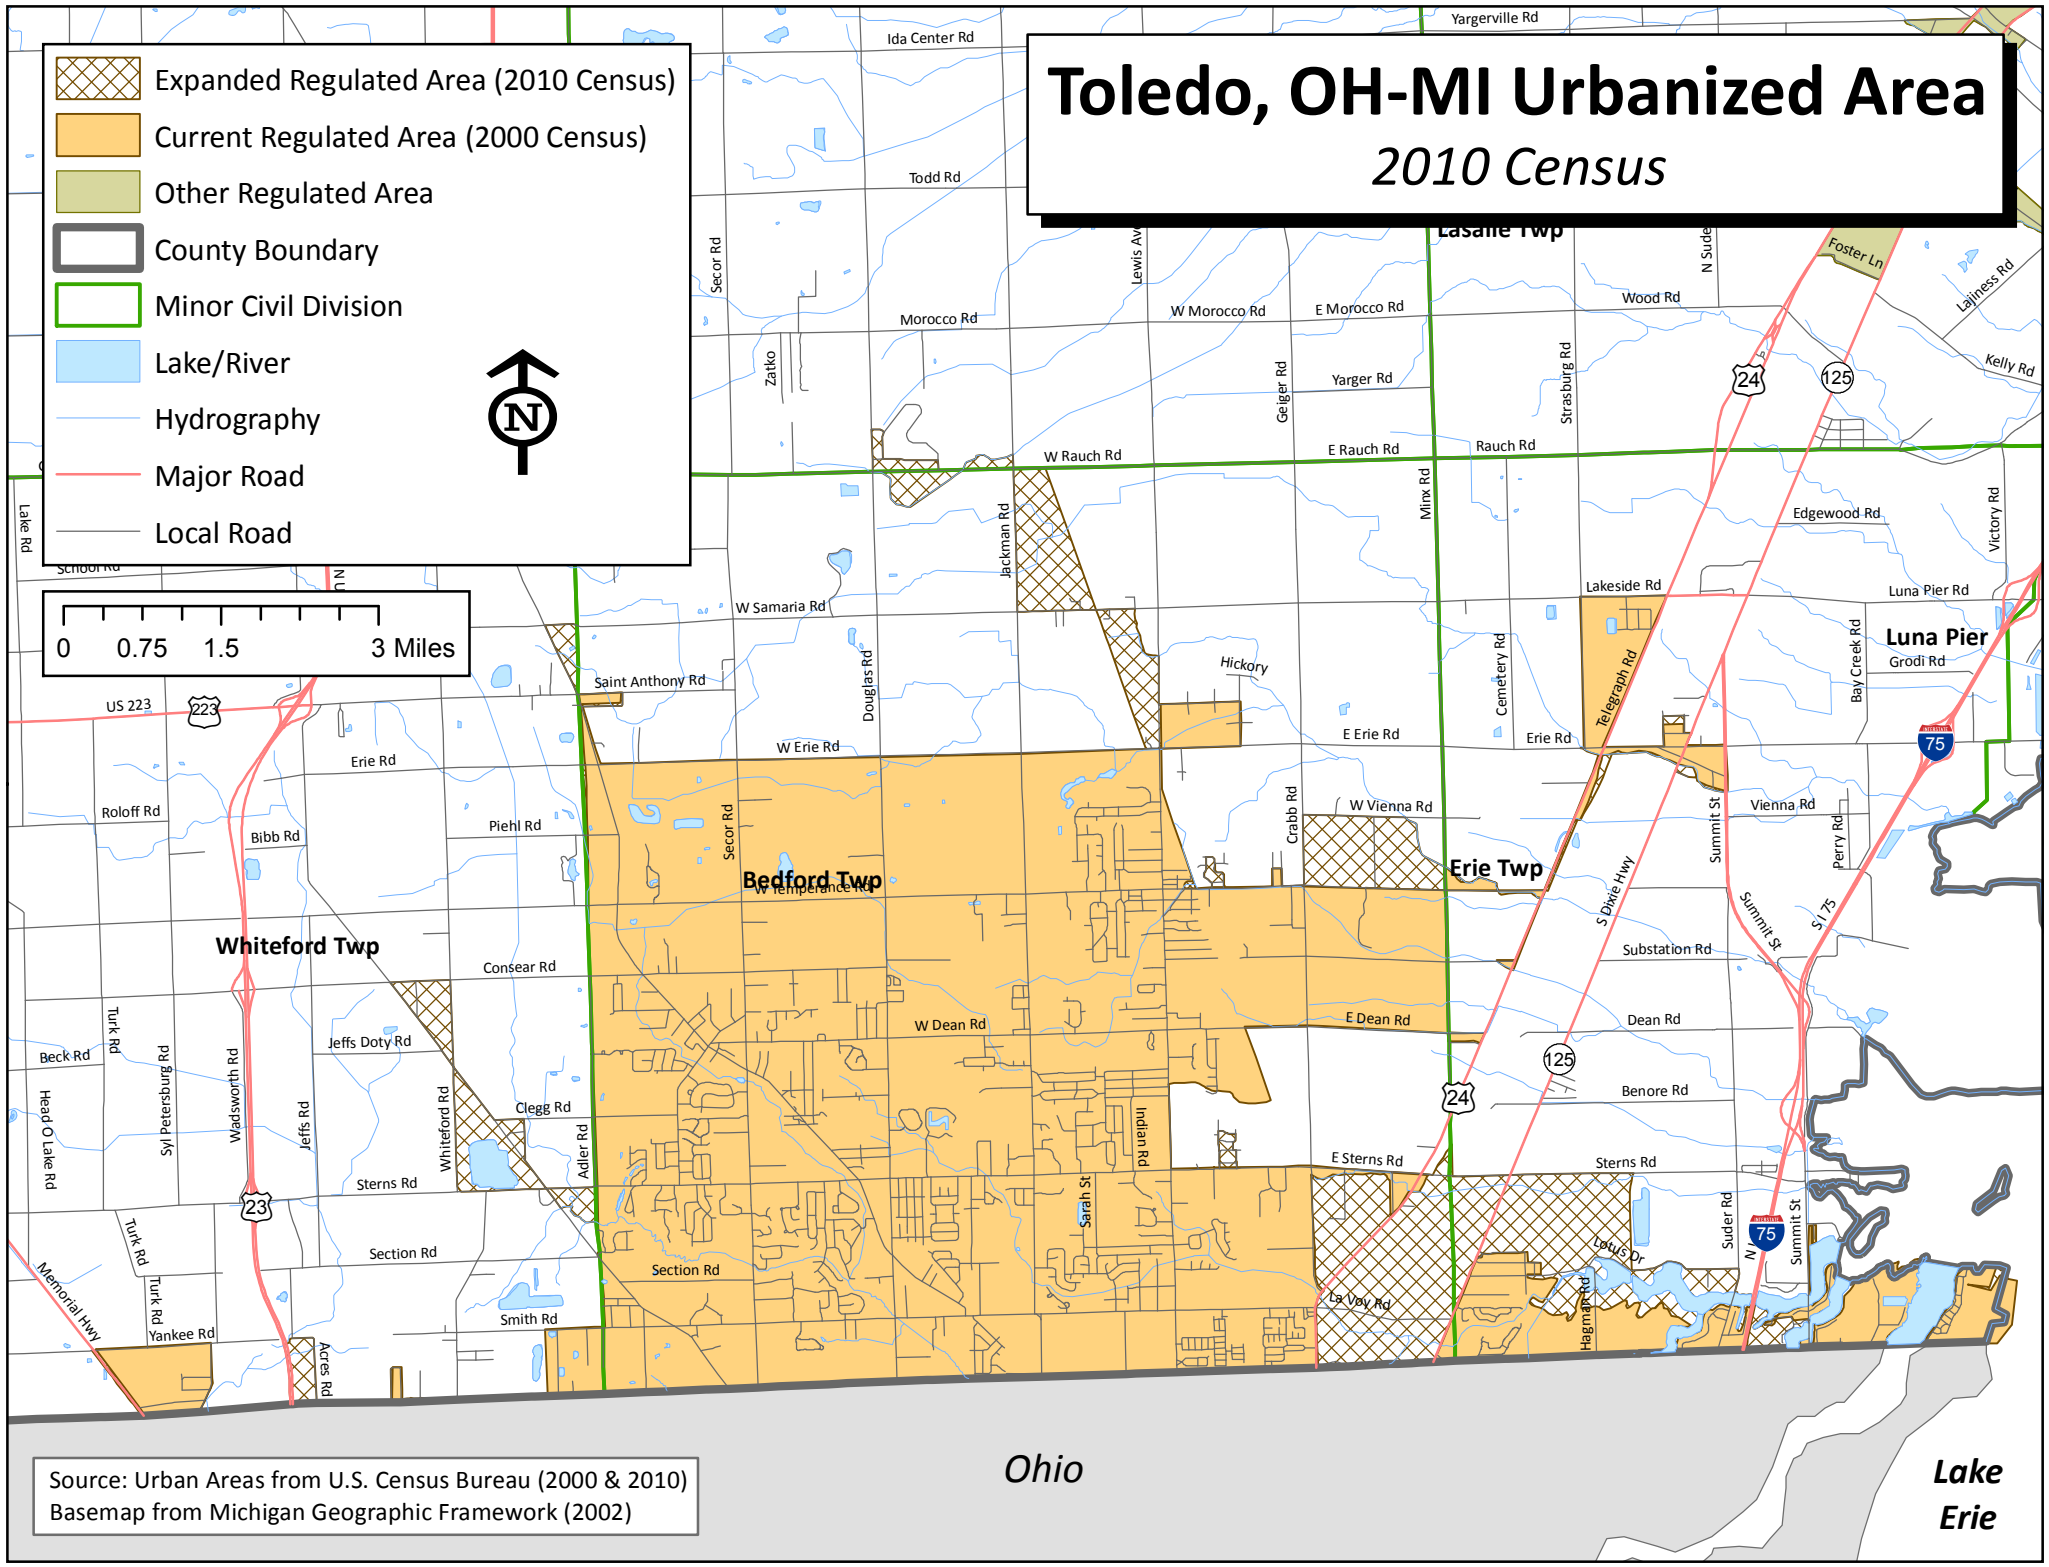 Toledo, OH-MI Urbanized Area
2010 Census
Expanded Regulated Area (2010 Census)
Current Regulated Area (2000 Census)
Other Regulated Area
County Boundary
Minor Civil Division
Lake/River
Hydrography
Major Road
Local Road
N
0 0.75 1.5 3 Miles
Yargerville Rd
Ida Center Rd
Todd Rd
Secor Rd
Lasalle Twp
Foster Ln
Lajiness Rd
Wood Rd
Morocco Rd
W Morocco Rd
E Morocco Rd
Zatko
Geiger Rd
Yarger Rd
Strasburg Rd
24
125
Kelly Rd
W Rauch Rd
E Rauch Rd
Rauch Rd
Minx Rd
Lake Rd
Jackman Rd
Edgewood Rd
Victory Rd
School Rd
W Samaria Rd
Lakeside Rd
Luna Pier Rd
Luna Pier
Grodi Rd
Bay Creek Rd
Cemetery Rd
Telegraph Rd
Hickory
Saint Anthony Rd
Douglas Rd
US 223
223
Erie Rd
W Erie Rd
E Erie Rd
Erie Rd
75
Roloff Rd
Bibb Rd
Piehl Rd
Secor Rd
Crabb Rd
W Vienna Rd
Summit St
Vienna Rd
Perry Rd
Bedford Twp
W Temperance Rd
Erie Twp
S Dixie Hwy
Summit St
S I 75
Whiteford Twp
Consear Rd
Substation Rd
Turk Rd
W Dean Rd
E Dean Rd
Dean Rd
Beck Rd
Jeffs Doty Rd
Syl Petersburg Rd
Wadsworth Rd
125
Head O Lake Rd
Jeffs Rd
Whiteford Rd
Clegg Rd
Adler Rd
Indian Rd
24
Benore Rd
Sterns Rd
E Sterns Rd
Sterns Rd
23
Sarah St
Suder Rd
Summit St
75
Turk Rd
Section Rd
Section Rd
Lotus Dr
Memorial Hwy
Turk Rd
Yankee Rd
Smith Rd
La Voy Rd
Hagman Rd
Acres Rd
Ohio
Lake
Erie
Source: Urban Areas from U.S. Census Bureau (2000 & 2010)
Basemap from Michigan Geographic Framework (2002)